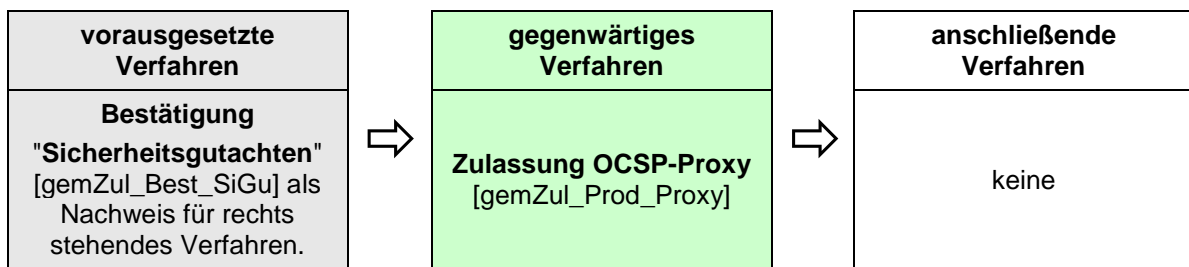 vorausgesetzte
Verfahren
Bestätigung
"Sicherheitsgutachten"
[gemZul_Best_SiGu] als
Nachweis für rechts
stehendes Verfahren.
gegenwärtiges
Verfahren
Zulassung OCSP-Proxy
[gemZul_Prod_Proxy]
anschließende
Verfahren
keine